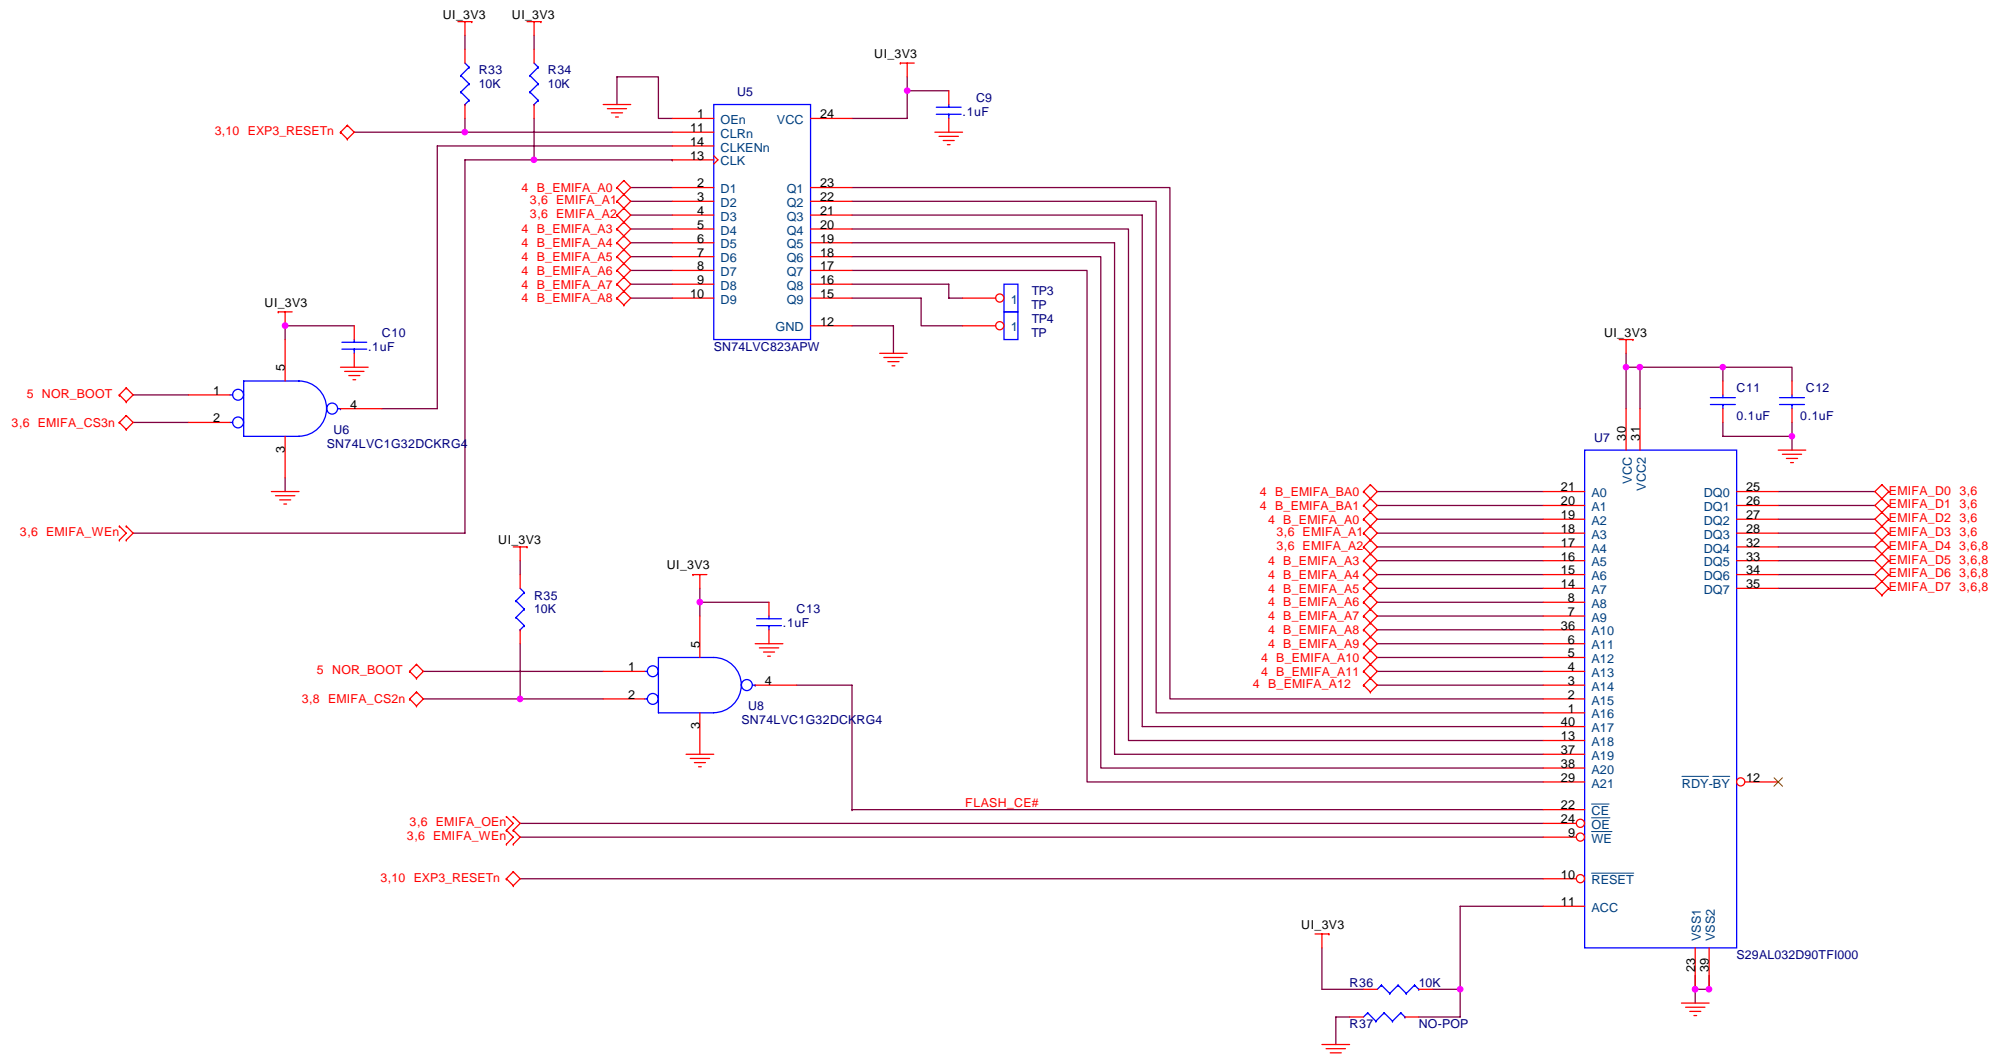 UI_3V3 UI_3V3
R33
10K
R34
10K
UI_3V3
C9
.1uF
U5
3,10 EXP3_RESETn
1 OEn
11 CLRn
14 CLKENn
13 CLK
VCC 24
4 B_EMIFA_A0 2 D1 Q1 23
3,6 EMIFA_A1 3 D2 Q2 22
3,6 EMIFA_A2 4 D3 Q3 21
4 B_EMIFA_A3 5 D4 Q4 20
4 B_EMIFA_A4 6 D5 Q5 19
4 B_EMIFA_A5 7 D6 Q6 18
4 B_EMIFA_A6 8 D7 Q7 17
4 B_EMIFA_A7 9 D8 Q8 16
4 B_EMIFA_A8 10 D9 Q9 15
GND 12
SN74LVC823APW
1 TP3
TP
1 TP4
TP
UI_3V3
C10
.1uF
5
5 NOR_BOOT 1
3,6 EMIFA_CS3n 2
4
3
U6
SN74LVC1G32DCKRG4
3,6 EMIFA_WEn
UI_3V3
R35
10K
UI_3V3
C13
.1uF
5
5 NOR_BOOT 1
3,8 EMIFA_CS2n 2
4
3
U8
SN74LVC1G32DCKRG4
FLASH_CE#
3,6 EMIFA_OEn
3,6 EMIFA_WEn
3,10 EXP3_RESETn
UI_3V3
C11
0.1uF
C12
0.1uF
U7
30 31
VCC VCC2
4 B_EMIFA_BA0 21 A0
4 B_EMIFA_BA1 20 A1
4 B_EMIFA_A0 19 A2
3,6 EMIFA_A1 18 A3
3,6 EMIFA_A2 17 A4
4 B_EMIFA_A3 16 A5
4 B_EMIFA_A4 15 A6
4 B_EMIFA_A5 14 A7
4 B_EMIFA_A6 8 A8
4 B_EMIFA_A7 7 A9
4 B_EMIFA_A8 36 A10
4 B_EMIFA_A9 6 A11
4 B_EMIFA_A10 5 A12
4 B_EMIFA_A11 4 A13
4 B_EMIFA_A12 3 A14
2 A15
1 A16
40 A17
13 A18
37 A19
38 A20
29 A21
22 CE
24 OE
9 WE
10 RESET
11 ACC
DQ0 25 EMIFA_D0 3,6
DQ1 26 EMIFA_D1 3,6
DQ2 27 EMIFA_D2 3,6
DQ3 28 EMIFA_D3 3,6
DQ4 32 EMIFA_D4 3,6,8
DQ5 33 EMIFA_D5 3,6,8
DQ6 34 EMIFA_D6 3,6,8
DQ7 35 EMIFA_D7 3,6,8
RDY-BY 12
VSS1 VSS2
23 39
S29AL032D90TFI000
UI_3V3
R36 10K
R37 NO-POP